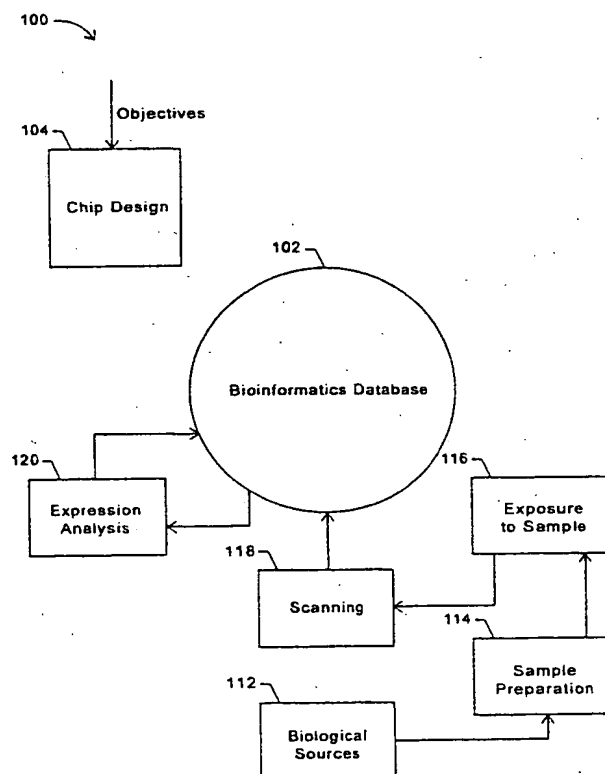 100
Objectives
104
Chip Design
102
Bioinformatics Database
120
Expression
Analysis
116
Exposure
to Sample
118
Scanning
114
Sample
Preparation
112
Biological
Sources